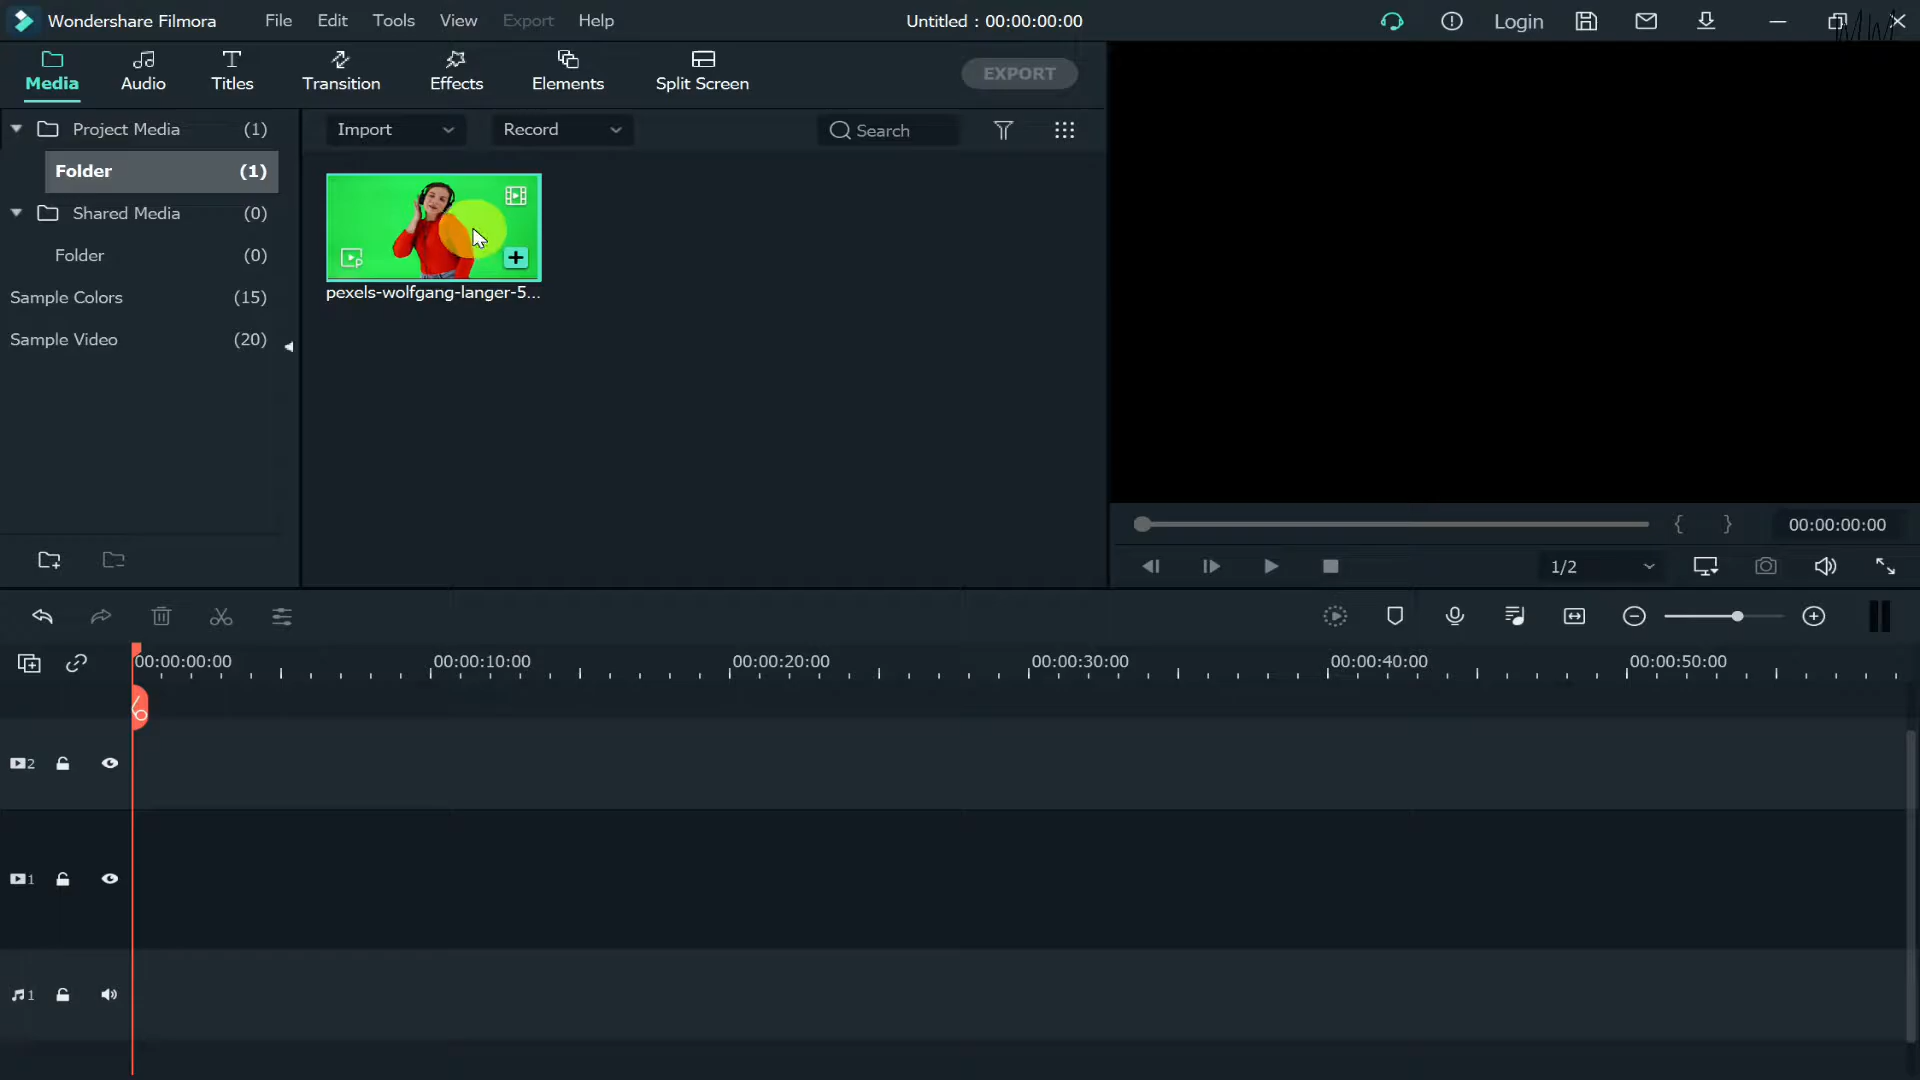 Wondershare Filmora File Edit Tools View Export Help Untitled : 00:00:00:00 Login
Media Audio Titles Transition Effects Elements Split Screen EXPORT
Project Media (1) Import Record Search
Folder (1)
Shared Media (0)
Folder (0)
pexels-wolfgang-langer-5...
Sample Colors (15)
Sample Video (20)
{ } 00:00:00:00
1/2
00:00:00:00 00:00:10:00 00:00:20:00 00:00:30:00 00:00:40:00 00:00:50:00
2
1
1